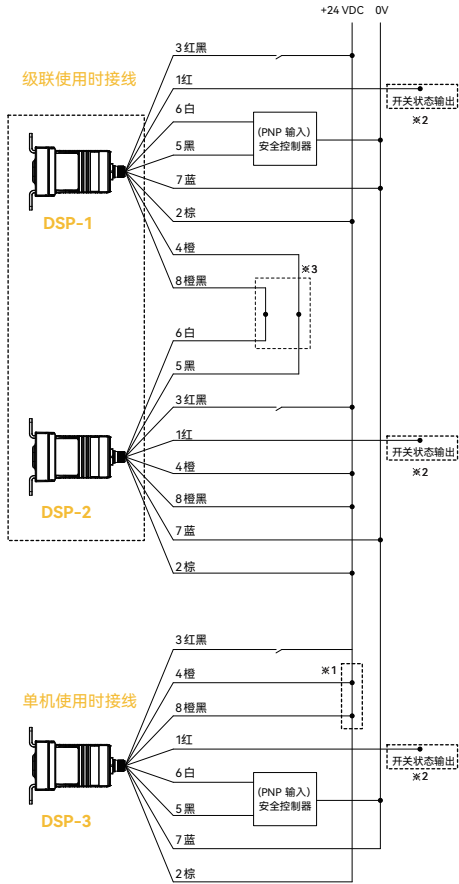 +24 VDC 0V
3 红黑
级联使用时接线
1红
开关状态输出
※2
6 白
(PNP 输入)
安全控制器
5 黑
7 蓝
2 棕
DSP-1
4 橙
※3
8 橙黑
6 白
5 黑
3 红黑
1红
开关状态输出
※2
4 橙
8 橙黑
DSP-2
7 蓝
2 棕
3 红黑
※1
4 橙
单机使用时接线
8 橙黑
1红
开关状态输出
※2
6 白
(PNP 输入)
安全控制器
5 黑
DSP-3
7 蓝
2 棕